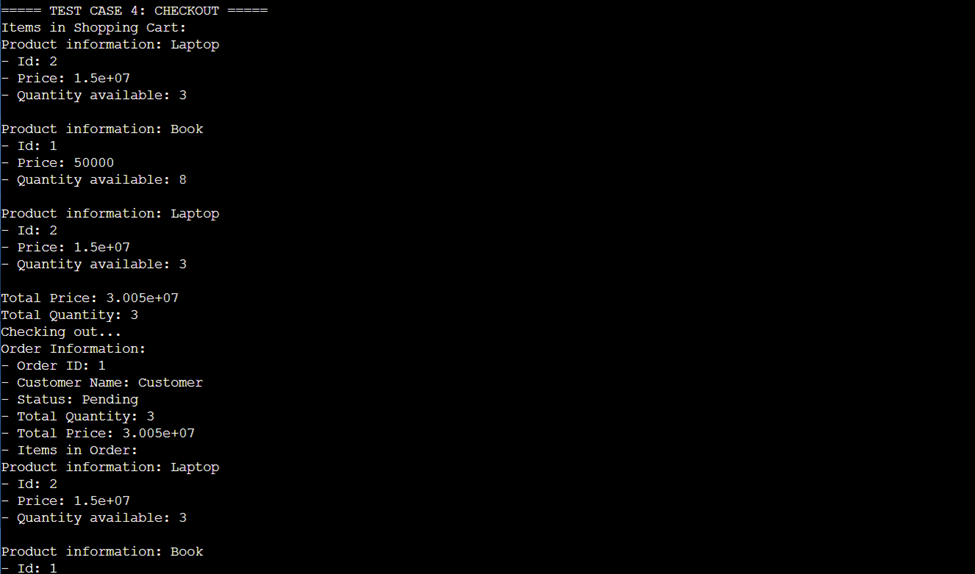 ===== TEST CASE 4: CHECKOUT =====
Items in Shopping Cart:
Product information: Laptop
- Id: 2
- Price: 1.5e+07
- Quantity available: 3
Product information: Book
- Id: 1
- Price: 50000
- Quantity available: 8
Product information: Laptop
- Id: 2
- Price: 1.5e+07
- Quantity available: 3
Total Price: 3.005e+07
Total Quantity: 3
Checking out...
Order Information:
- Order ID: 1
- Customer Name: Customer
- Status: Pending
- Total Quantity: 3
- Total Price: 3.005e+07
- Items in Order:
Product information: Laptop
- Id: 2
- Price: 1.5e+07
- Quantity available: 3
Product information: Book
- Id: 1